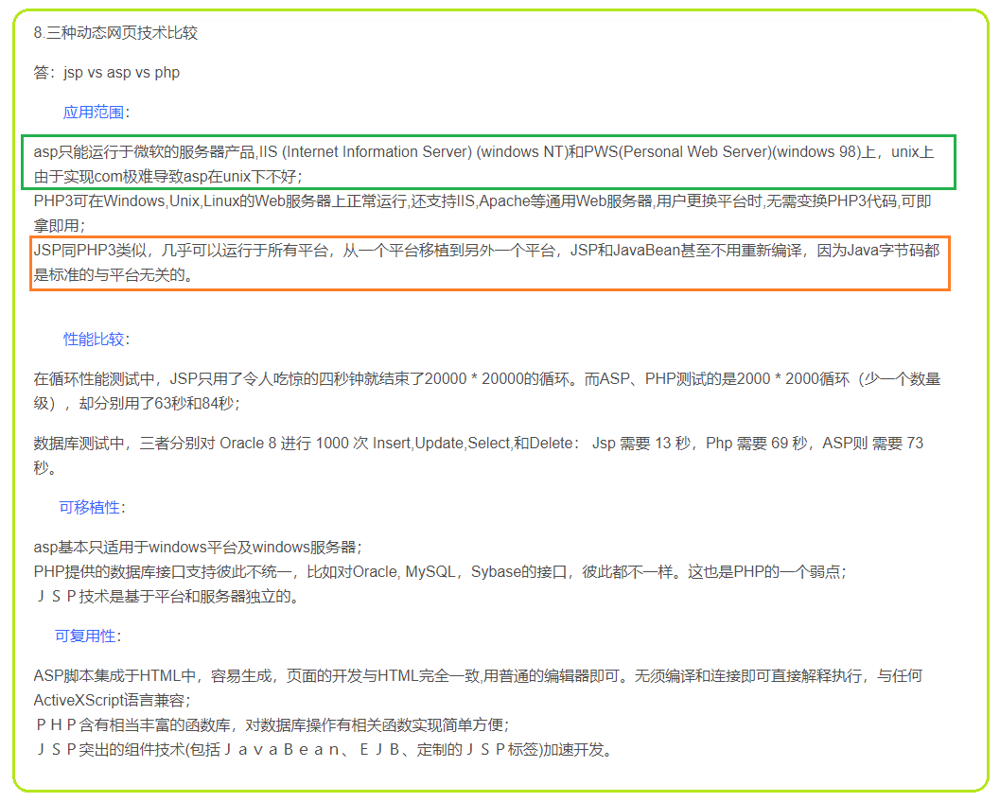 8.三种动态网页技术比较
答：jsp vs asp vs php
应用范围：
asp只能运行于微软的服务器产品,IIS (Internet Information Server) (windows NT)和PWS(Personal Web Server)(windows 98)上，unix上
由于实现com极难导致asp在unix下不好；
PHP3可在Windows,Unix,Linux的Web服务器上正常运行,还支持IIS,Apache等通用Web服务器,用户更换平台时,无需变换PHP3代码,可即
拿即用；
JSP同PHP3类似，几乎可以运行于所有平台，从一个平台移植到另外一个平台，JSP和JavaBean甚至不用重新编译，因为Java字节码都
是标准的与平台无关的。
性能比较：
在循环性能测试中，JSP只用了令人吃惊的四秒钟就结束了20000 * 20000的循环。而ASP、PHP测试的是2000 * 2000循环（少一个数量
级），却分别用了63秒和84秒；
数据库测试中，三者分别对 Oracle 8 进行 1000 次 Insert,Update,Select,和Delete： Jsp 需要 13 秒，Php 需要 69 秒，ASP则 需要 73
秒。
可移植性：
asp基本只适用于windows平台及windows服务器；
PHP提供的数据库接口支持彼此不统一，比如对Oracle, MySQL，Sybase的接口，彼此都不一样。这也是PHP的一个弱点；
ＪＳＰ技术是基于平台和服务器独立的。
可复用性：
ASP脚本集成于HTML中，容易生成，页面的开发与HTML完全一致,用普通的编辑器即可。无须编译和连接即可直接解释执行，与任何
ActiveXScript语言兼容；
ＰＨＰ含有相当丰富的函数库，对数据库操作有相关函数实现简单方便；
ＪＳＰ突出的组件技术(包括ＪａｖａＢｅａｎ、ＥＪＢ、定制的ＪＳＰ标签)加速开发。